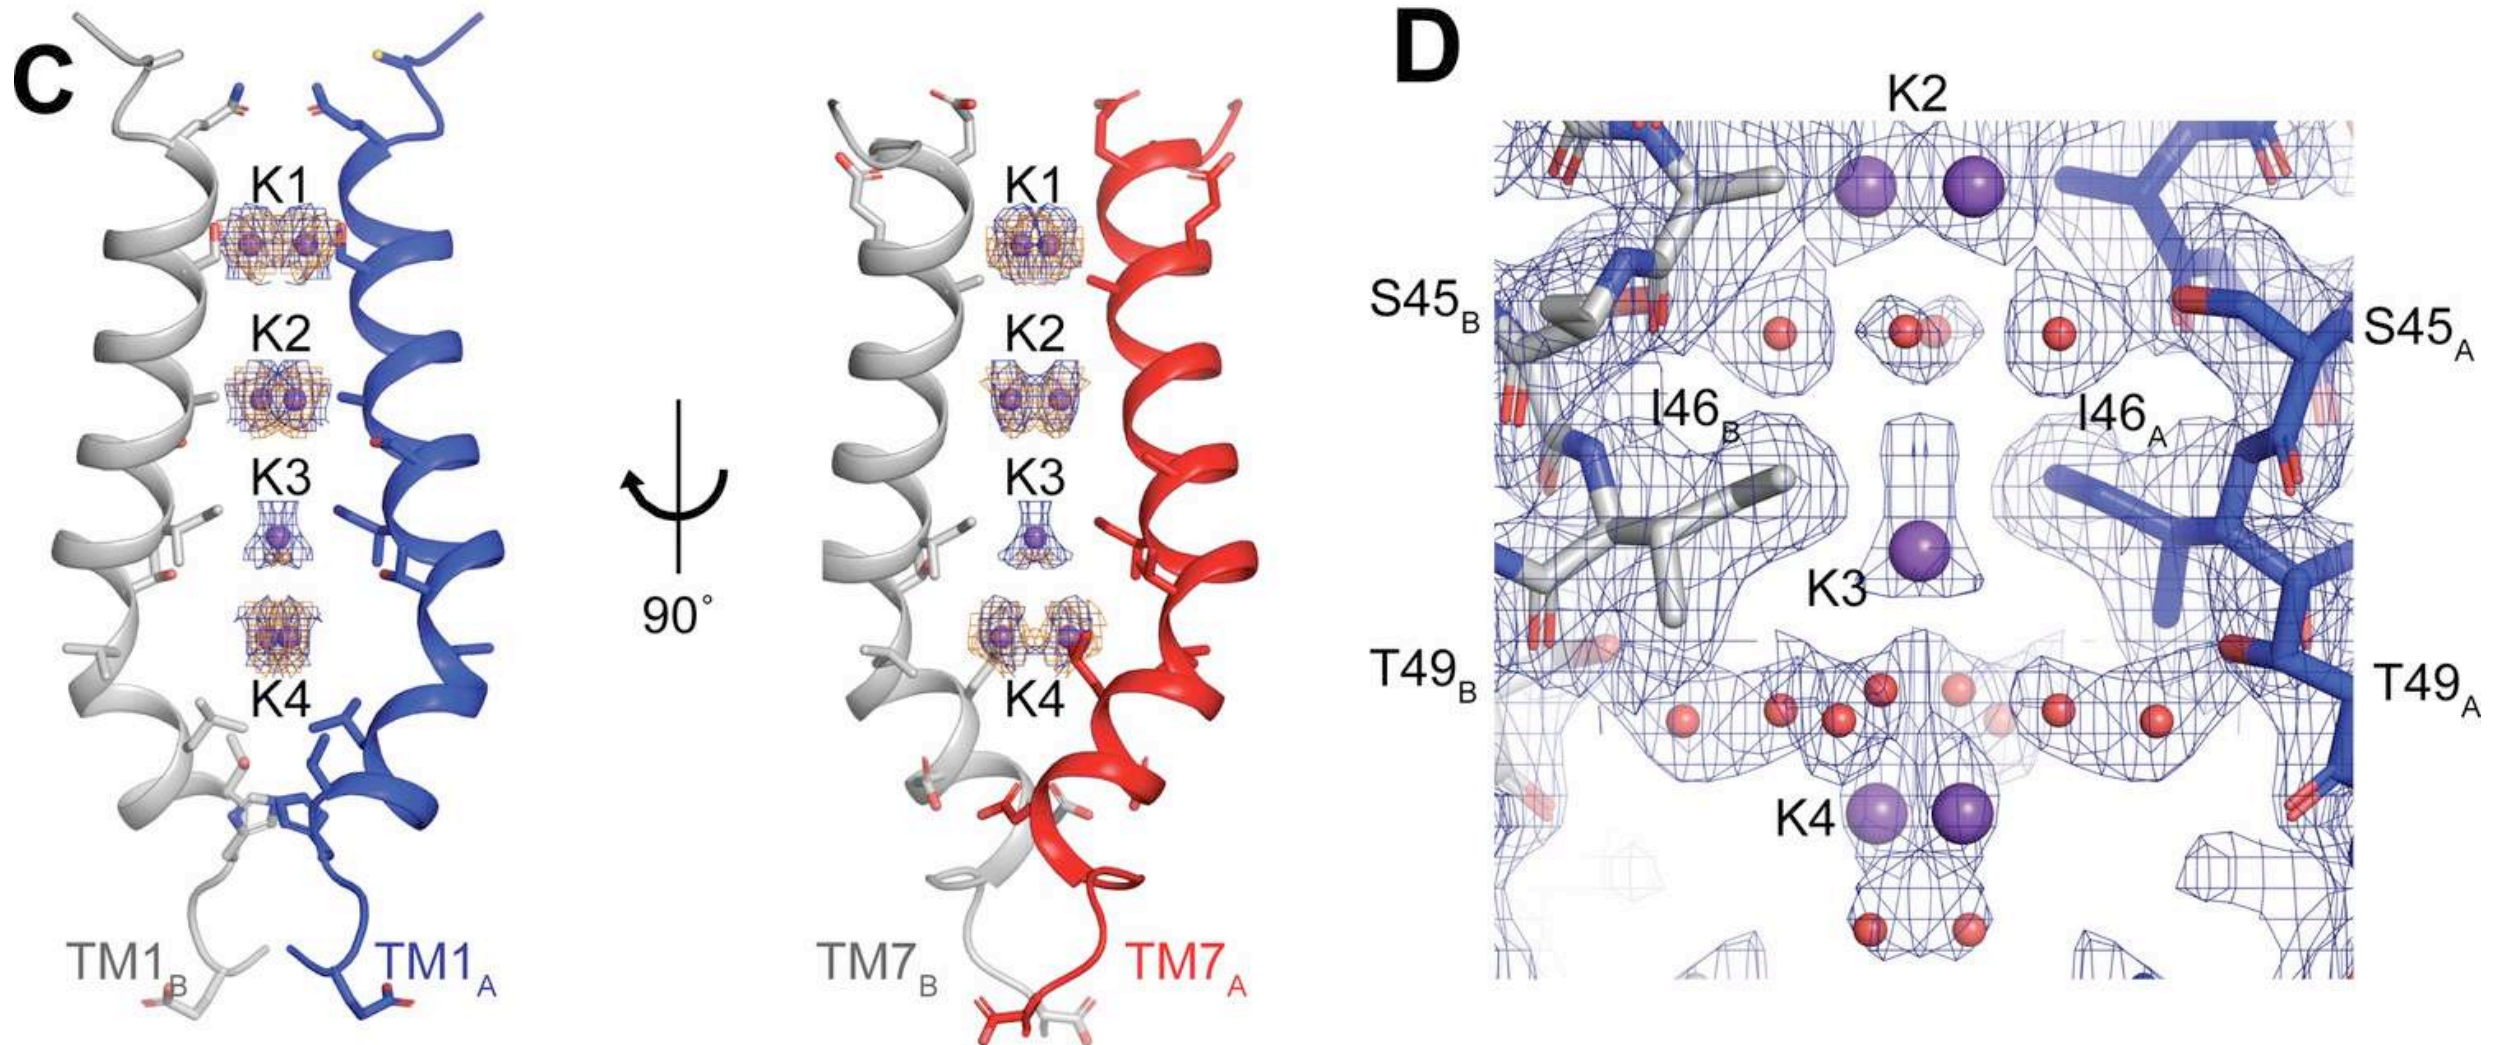 C
K1
K2
K3
K4
TM1B
TM1A
90°
K1
K2
K3
K4
TM7B
TM7A
D
K2
S45B
S45A
I46B
I46A
K3
T49B
T49A
K4